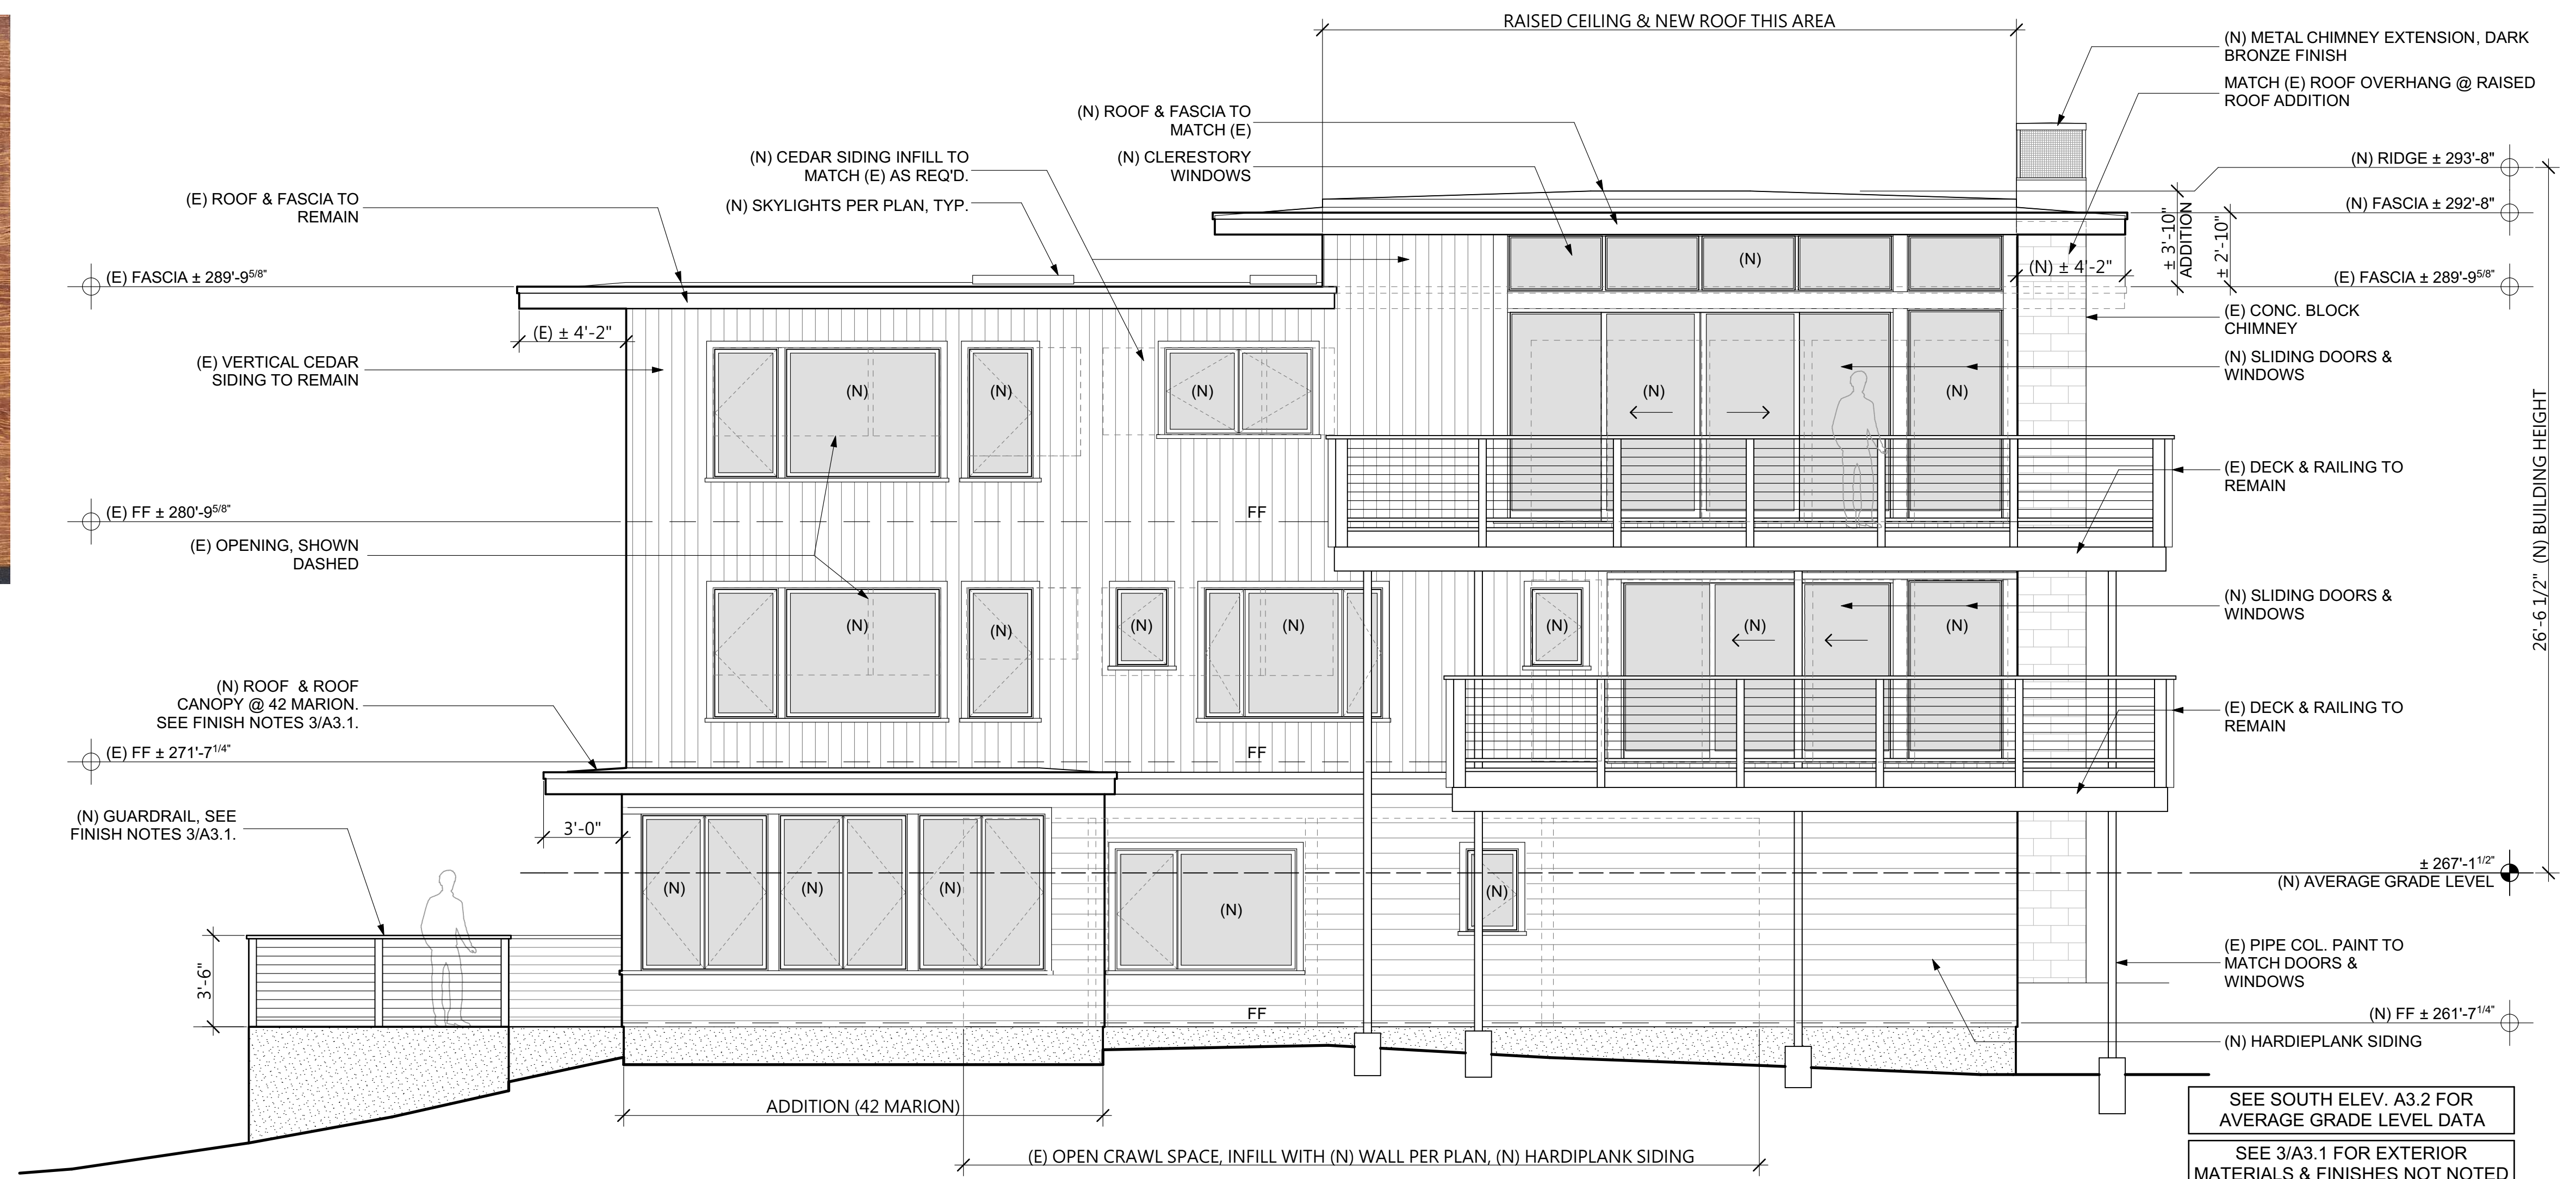 RAISED CEILING & NEW ROOF THIS AREA
(N) METAL CHIMNEY EXTENSION, DARK
BRONZE FINISH
MATCH (E) ROOF OVERHANG @ RAISED
ROOF ADDITION
(N) ROOF & FASCIA TO
MATCH (E)
(N) CLERESTORY
WINDOWS
(N) CEDAR SIDING INFILL TO
MATCH (E) AS REQ'D.
(N) SKYLIGHTS PER PLAN, TYP.
(E) ROOF & FASCIA TO
REMAIN
(N) RIDGE ± 293'-8"
(N) FASCIA ± 292'-8"
± 3'-10"
ADDITION
± 2'-10"
(N) ± 4'-2"
(N)
(E) FASCIA ± 289'-9 5/8"
(E) FASCIA ± 289'-9 5/8"
(E) ± 4'-2"
(E) CONC. BLOCK
CHIMNEY
(E) VERTICAL CEDAR
SIDING TO REMAIN
(N) SLIDING DOORS &
WINDOWS
(N)
(N)
(N)
(N)
(N)
26'-6 1/2" (N) BUILDING HEIGHT
(E) DECK & RAILING TO
REMAIN
(E) FF ± 280'-9 5/8"
FF
(E) OPENING, SHOWN
DASHED
(N) SLIDING DOORS &
WINDOWS
(N)
(N)
(N)
(N)
(N)
(N)
(N)
(N) ROOF & ROOF
CANOPY @ 42 MARION.
SEE FINISH NOTES 3/A3.1.
(E) DECK & RAILING TO
REMAIN
(E) FF ± 271'-7 1/4"
FF
(N) GUARDRAIL, SEE
FINISH NOTES 3/A3.1.
3'-0"
± 267'-1 1/2"
(N) AVERAGE GRADE LEVEL
(N)
(N)
(N)
(N)
(N)
3'-6"
(E) PIPE COL. PAINT TO
MATCH DOORS &
WINDOWS
FF
(N) FF ± 261'-7 1/4"
(N) HARDIEPLANK SIDING
ADDITION (42 MARION)
(E) OPEN CRAWL SPACE, INFILL WITH (N) WALL PER PLAN, (N) HARDIPLANK SIDING
SEE SOUTH ELEV. A3.2 FOR
AVERAGE GRADE LEVEL DATA
SEE 3/A3.1 FOR EXTERIOR
MATERIALS & FINISHES NOT NOTED